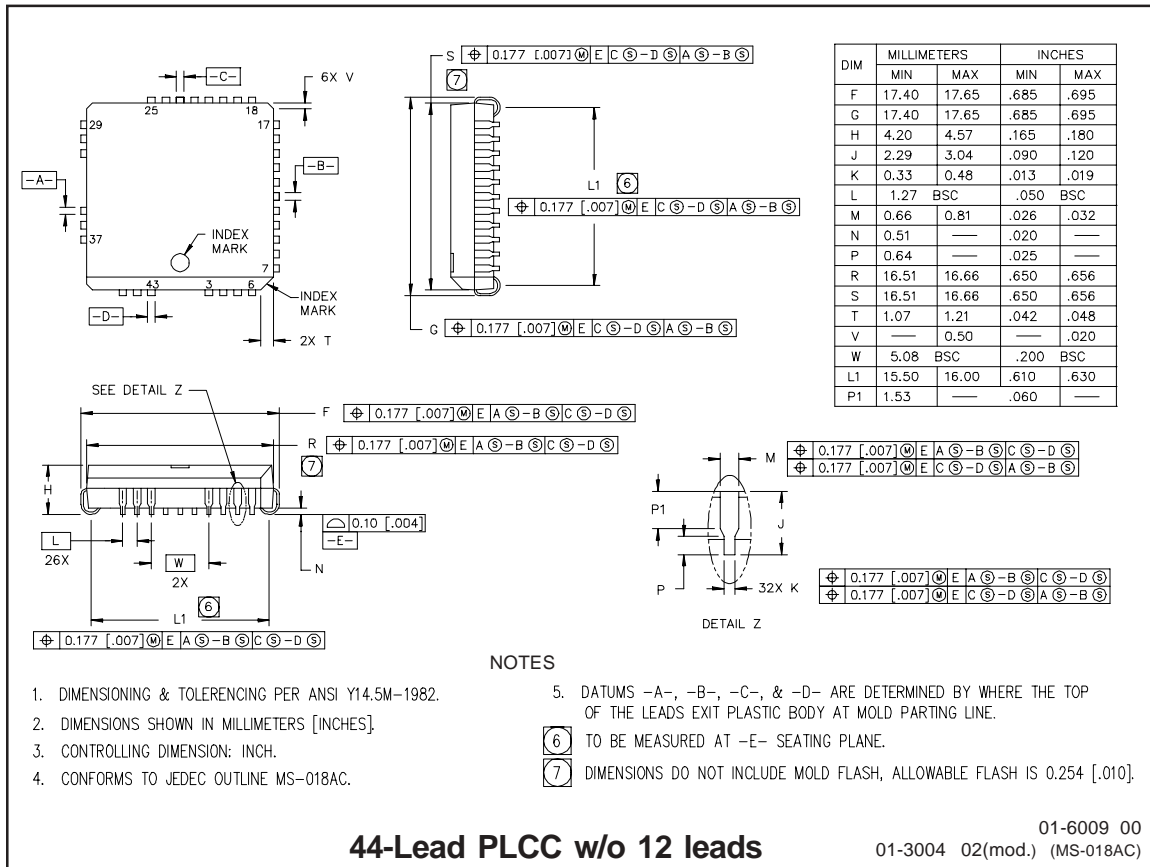 S ⌖ 0.177 [.007] Ⓜ E C Ⓢ-D Ⓢ A Ⓢ-B Ⓢ
7
-C-
6X V
25
18
29
17
-B-
-A-
L1 6
⌖ 0.177 [.007] Ⓜ E C Ⓢ-D Ⓢ A Ⓢ-B Ⓢ
37
INDEX
MARK
7
43
3
6
INDEX
MARK
-D-
2X T
G ⌖ 0.177 [.007] Ⓜ E C Ⓢ-D Ⓢ A Ⓢ-B Ⓢ
DIM MILLIMETERS INCHES
MIN MAX MIN MAX
F 17.40 17.65 .685 .695
G 17.40 17.65 .685 .695
H 4.20 4.57 .165 .180
J 2.29 3.04 .090 .120
K 0.33 0.48 .013 .019
L 1.27 BSC .050 BSC
M 0.66 0.81 .026 .032
N 0.51 — .020 —
P 0.64 — .025 —
R 16.51 16.66 .650 .656
S 16.51 16.66 .650 .656
T 1.07 1.21 .042 .048
V — 0.50 — .020
W 5.08 BSC .200 BSC
L1 15.50 16.00 .610 .630
P1 1.53 — .060 —
SEE DETAIL Z
F ⌖ 0.177 [.007] Ⓜ E A Ⓢ-B Ⓢ C Ⓢ-D Ⓢ
R ⌖ 0.177 [.007] Ⓜ E A Ⓢ-B Ⓢ C Ⓢ-D Ⓢ
7
H
⌓ 0.10 [.004]
-E-
L
26X
W
2X
N
L1 6
⌖ 0.177 [.007] Ⓜ E A Ⓢ-B Ⓢ C Ⓢ-D Ⓢ
M
⌖ 0.177 [.007] Ⓜ E A Ⓢ-B Ⓢ C Ⓢ-D Ⓢ
⌖ 0.177 [.007] Ⓜ E C Ⓢ-D Ⓢ A Ⓢ-B Ⓢ
P1
J
P
32X K
⌖ 0.177 [.007] Ⓜ E A Ⓢ-B Ⓢ C Ⓢ-D Ⓢ
⌖ 0.177 [.007] Ⓜ E C Ⓢ-D Ⓢ A Ⓢ-B Ⓢ
DETAIL Z
NOTES
1. DIMENSIONING & TOLERENCING PER ANSI Y14.5M-1982.
2. DIMENSIONS SHOWN IN MILLIMETERS [INCHES].
3. CONTROLLING DIMENSION: INCH.
4. CONFORMS TO JEDEC OUTLINE MS-018AC.
5. DATUMS -A-, -B-, -C-, & -D- ARE DETERMINED BY WHERE THE TOP
OF THE LEADS EXIT PLASTIC BODY AT MOLD PARTING LINE.
6 TO BE MEASURED AT -E- SEATING PLANE.
7 DIMENSIONS DO NOT INCLUDE MOLD FLASH, ALLOWABLE FLASH IS 0.254 [.010].
44-Lead PLCC w/o 12 leads
01-6009 00
01-3004 02(mod.) (MS-018AC)